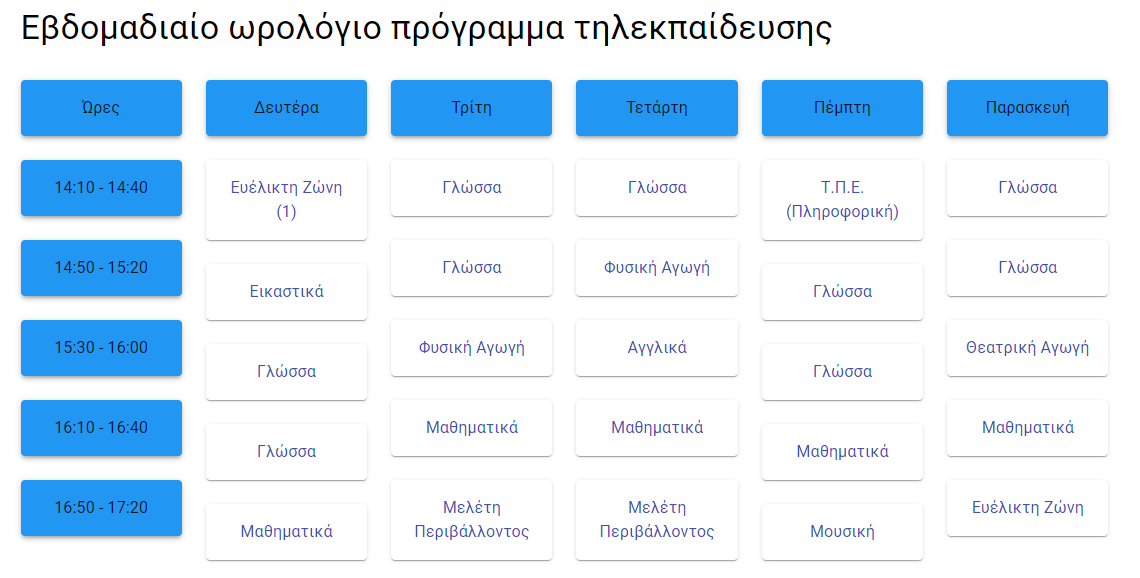 Εβδομαδιαίο ωρολόγιο πρόγραμμα τηλεκπαίδευσης
Ώρες Δευτέρα Τρίτη Τετάρτη Πέμπτη Παρασκευή
14:10 - 14:40 Ευέλικτη Ζώνη Γλώσσα Γλώσσα Τ.Π.Ε. Γλώσσα
(1) (Πληροφορική)
14:50 - 15:20 Γλώσσα Φυσική Αγωγή Γλώσσα
Εικαστικά Γλώσσα
15:30 - 16:00 Φυσική Αγωγή Αγγλικά Θεατρική Αγωγή
Γλώσσα Γλώσσα
16:10 - 16:40 Μαθηματικά Μαθηματικά Μαθηματικά
Γλώσσα Μαθηματικά
16:50 - 17:20 Μελέτη Μελέτη Ευέλικτη Ζώνη
Μαθηματικά Περιβάλλοντος Περιβάλλοντος Μουσική